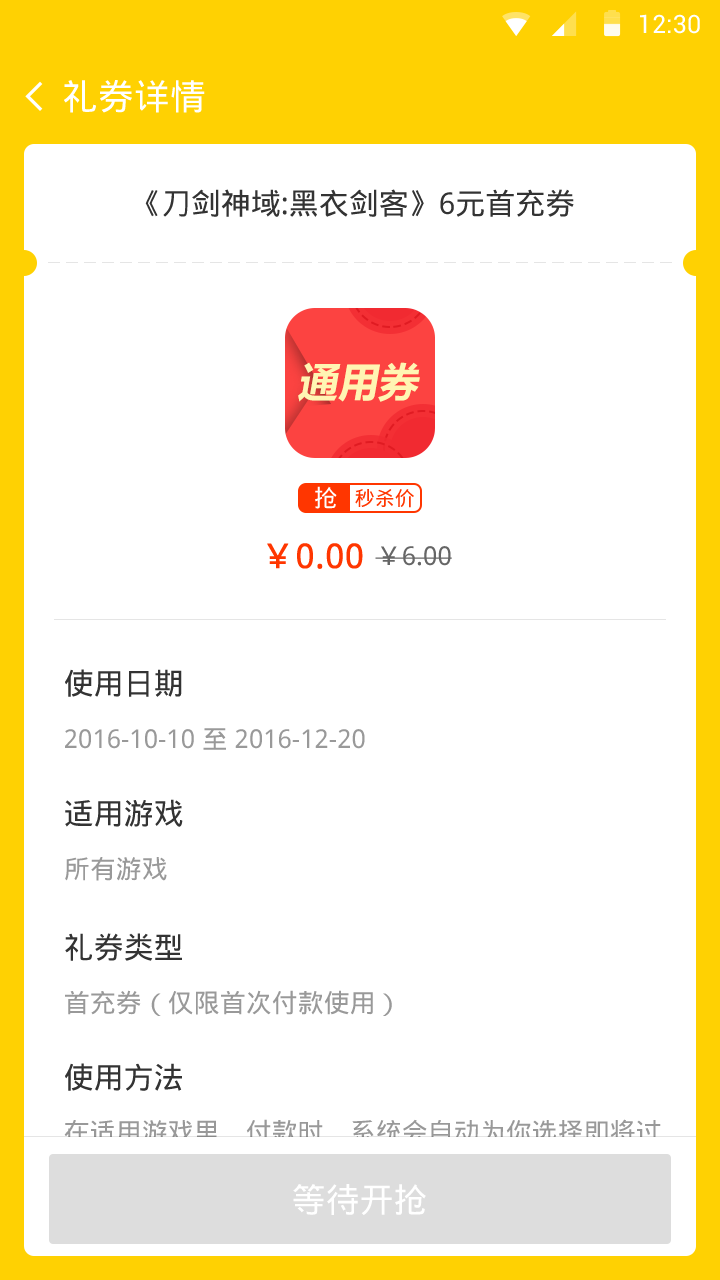 12:30
礼券详情
《刀剑神域:黑衣剑客》6元首充券
通用券
抢 秒杀价
￥0.00 ￥6.00
使用日期
2016-10-10 至 2016-12-20
适用游戏
所有游戏
礼券类型
首充券（仅限首次付款使用）
使用方法
在适用游戏里，付款时，系统会自动为你选择即将过
等待开抢